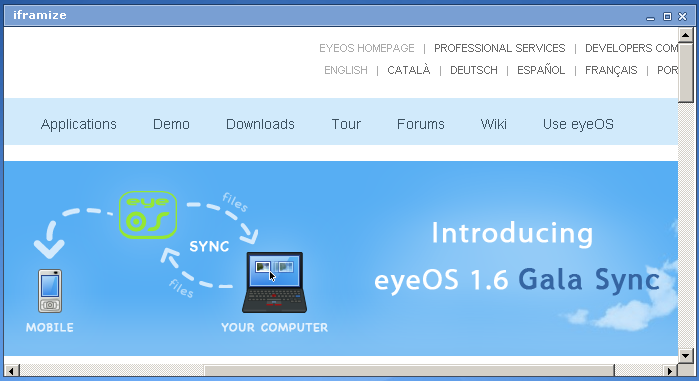 iframize
EYEOS HOMEPAGE | PROFESSIONAL SERVICES | DEVELOPERS COM
ENGLISH | CATALÀ | DEUTSCH | ESPAÑOL | FRANÇAIS | POR
Applications Demo Downloads Tour Forums Wiki Use eyeOS
eye
OS
files
SYNC
files
MOBILE
YOUR COMPUTER
Introducing
eyeOS 1.6 Gala Sync